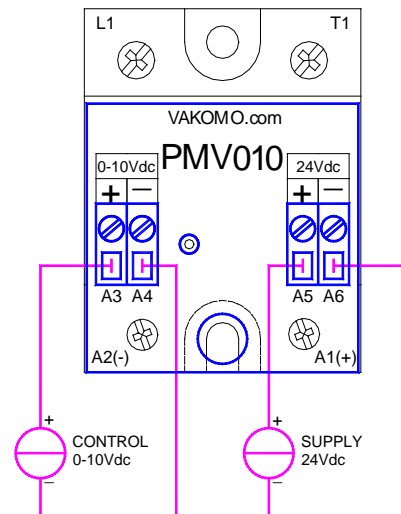 L1 T1
VAKOMO.com
PMV010
0-10Vdc 24Vdc
+ − + −
A3 A4 A5 A6
A2(-) A1(+)
+ +
CONTROL SUPPLY
0-10Vdc 24Vdc
− −